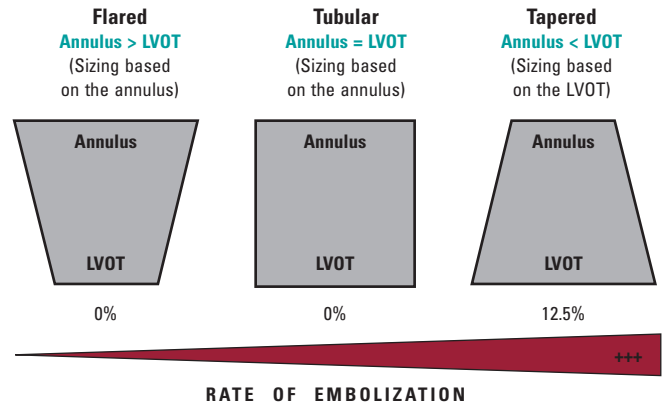 Flared
Annulus > LVOT
(Sizing based
on the annulus)
Tubular
Annulus = LVOT
(Sizing based
on the annulus)
Tapered
Annulus < LVOT
(Sizing based
on the LVOT)
Annulus
LVOT
Annulus
LVOT
Annulus
LVOT
0%
0%
12.5%
+++
RATE OF EMBOLIZATION